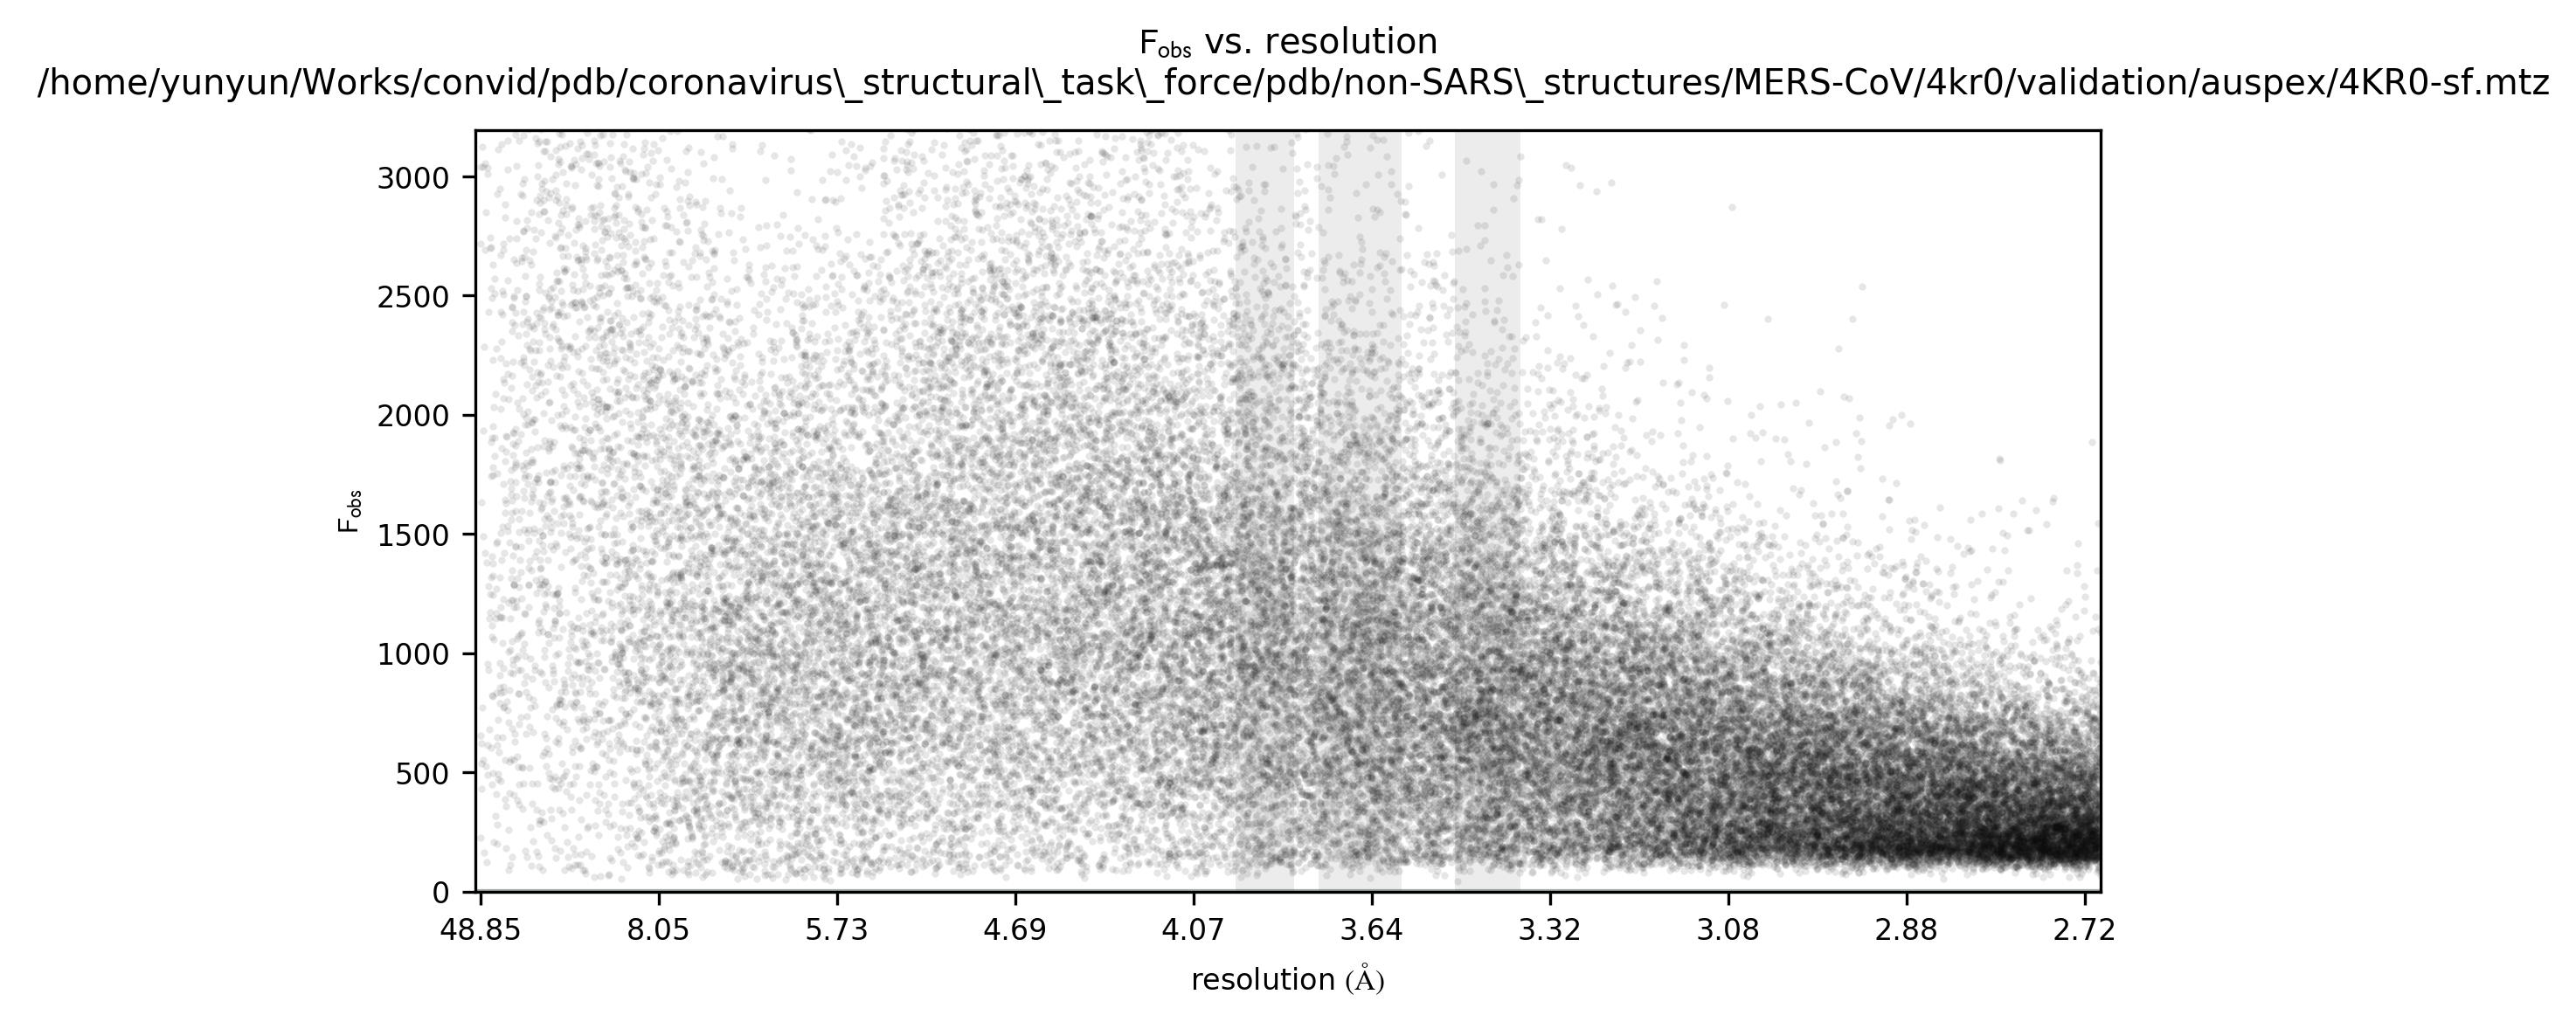 Fobs vs. resolution
/home/yunyun/Works/convid/pdb/coronavirus\_structural\_task\_force/pdb/non-SARS\_structures/MERS-CoV/4kr0/validation/auspex/4KR0-sf.mtz
3000
2500
2000
1500
1000
500
0
Fobs
48.85 8.05 5.73 4.69 4.07 3.64 3.32 3.08 2.88 2.72
resolution (Å)